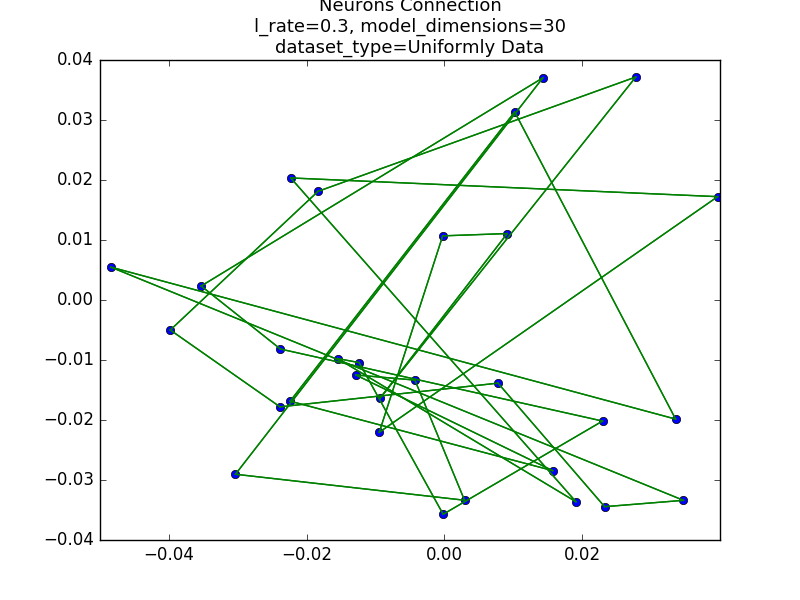 Neurons Connection
l_rate=0.3, model_dimensions=30
dataset_type=Uniformly Data
0.04
0.03
0.02
0.01
0.00
−0.01
−0.02
−0.03
−0.04
−0.04 −0.02 0.00 0.02